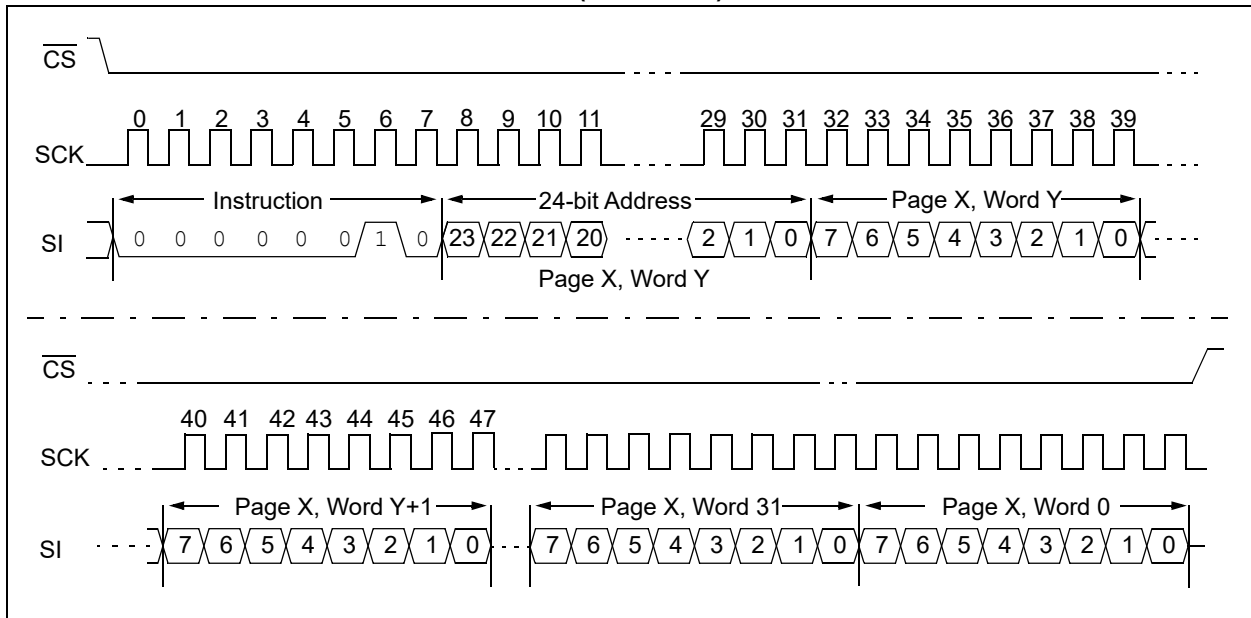 CS
0 1 2 3 4 5 6 7 8 9 10 11 29 30 31 32 33 34 35 36 37 38 39
SCK
Instruction 24-bit Address Page X, Word Y
SI 0 0 0 0 0 0 1 0 23 22 21 20 2 1 0 7 6 5 4 3 2 1 0
Page X, Word Y
CS
40 41 42 43 44 45 46 47
SCK
Page X, Word Y+1 Page X, Word 31 Page X, Word 0
SI 7 6 5 4 3 2 1 0 7 6 5 4 3 2 1 0 7 6 5 4 3 2 1 0